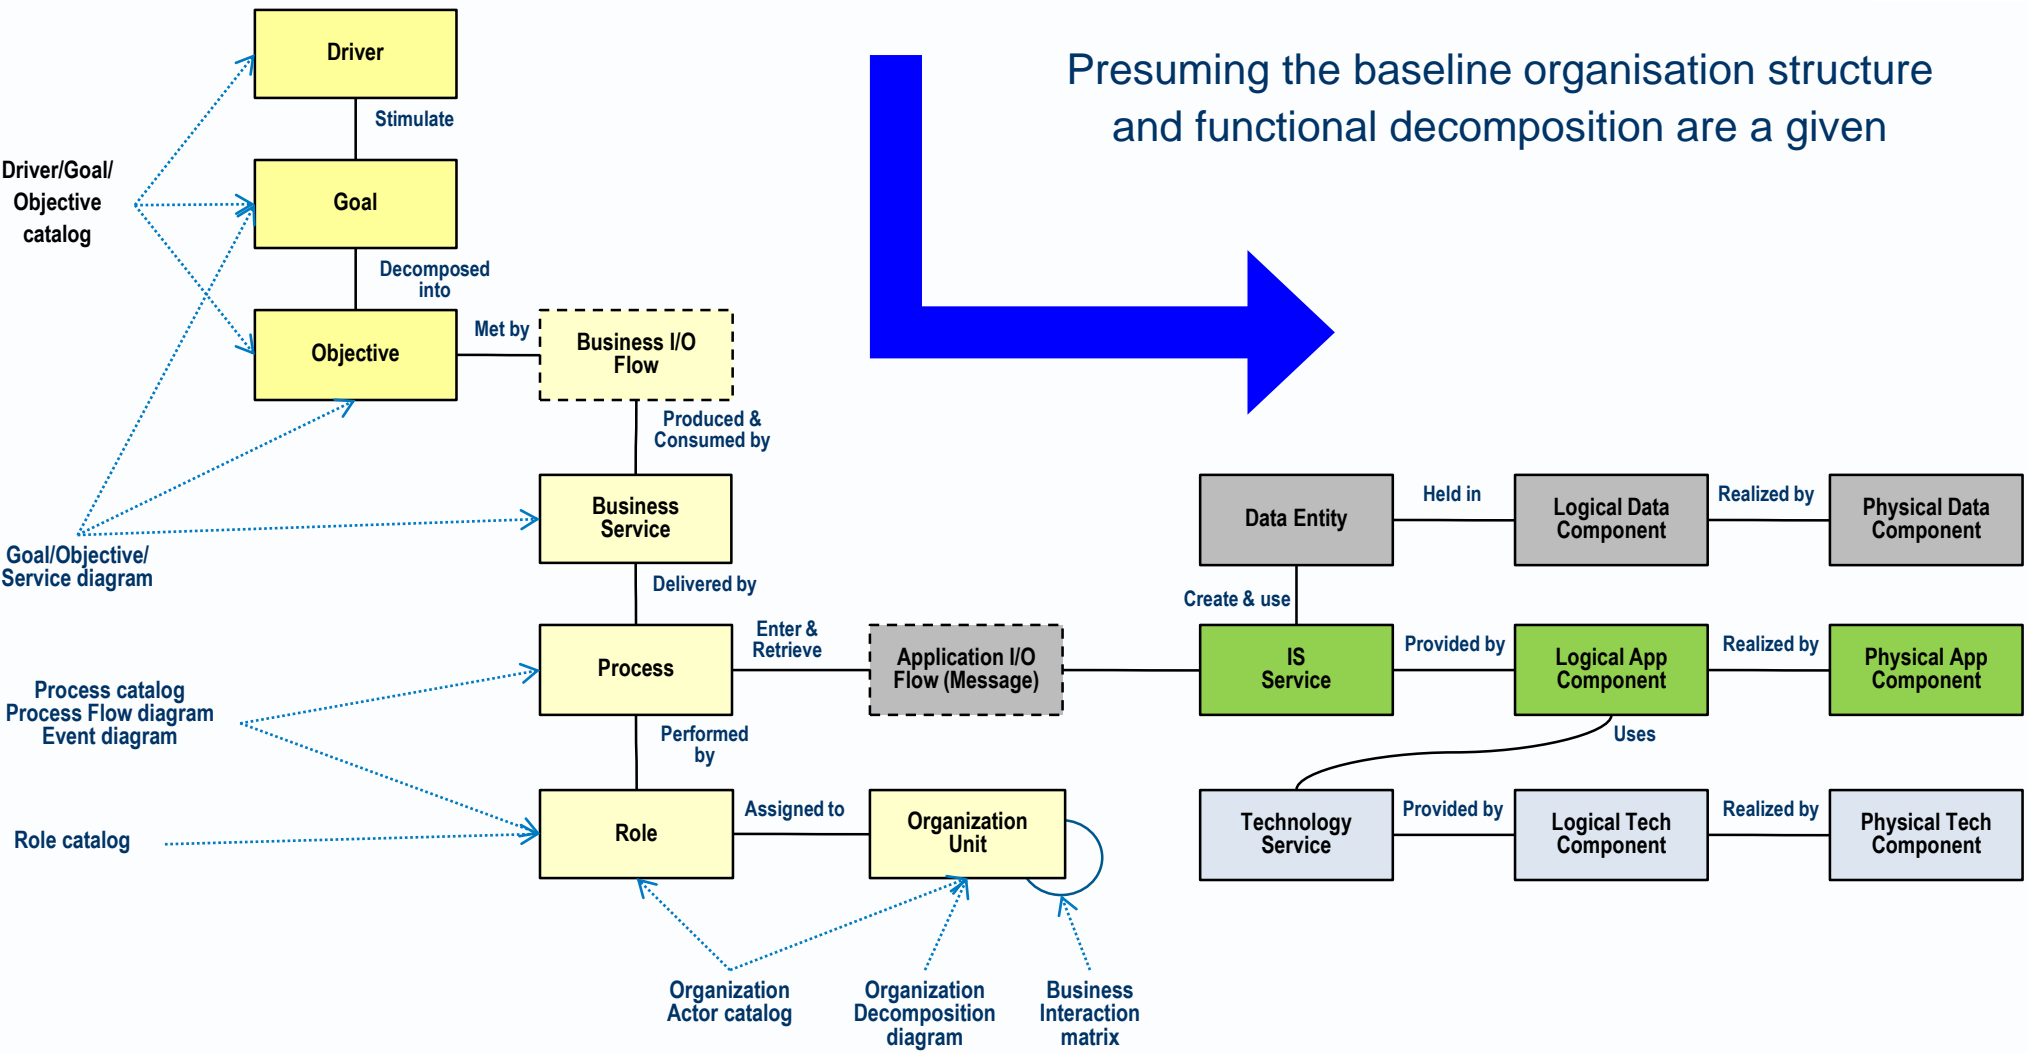 Driver
Presuming the baseline organisation structure
and functional decomposition are a given
Stimulate
Driver/Goal/
Objective
catalog
Goal
Decomposed
into
Objective
Met by
Business I/O
Flow
Produced &
Consumed by
Business
Service
Goal/Objective/
Service diagram
Delivered by
Data Entity
Held in
Logical Data
Component
Realized by
Physical Data
Component
Create & use
Process
Enter &
Retrieve
Application I/O
Flow (Message)
IS
Service
Provided by
Logical App
Component
Realized by
Physical App
Component
Process catalog
Process Flow diagram
Event diagram
Performed
by
Uses
Role catalog
Role
Assigned to
Organization
Unit
Technology
Service
Provided by
Logical Tech
Component
Realized by
Physical Tech
Component
Organization
Actor catalog
Organization
Decomposition
diagram
Business
Interaction
matrix